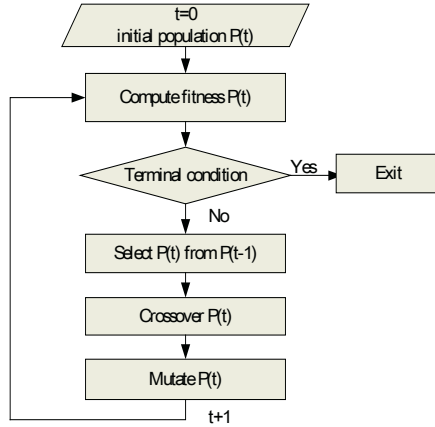 t=0
initial population P(t)
Compute fitness P(t)
Terminal condition
Yes
Exit
No
Select P(t) from P(t-1)
Crossover P(t)
Mutate P(t)
t+1